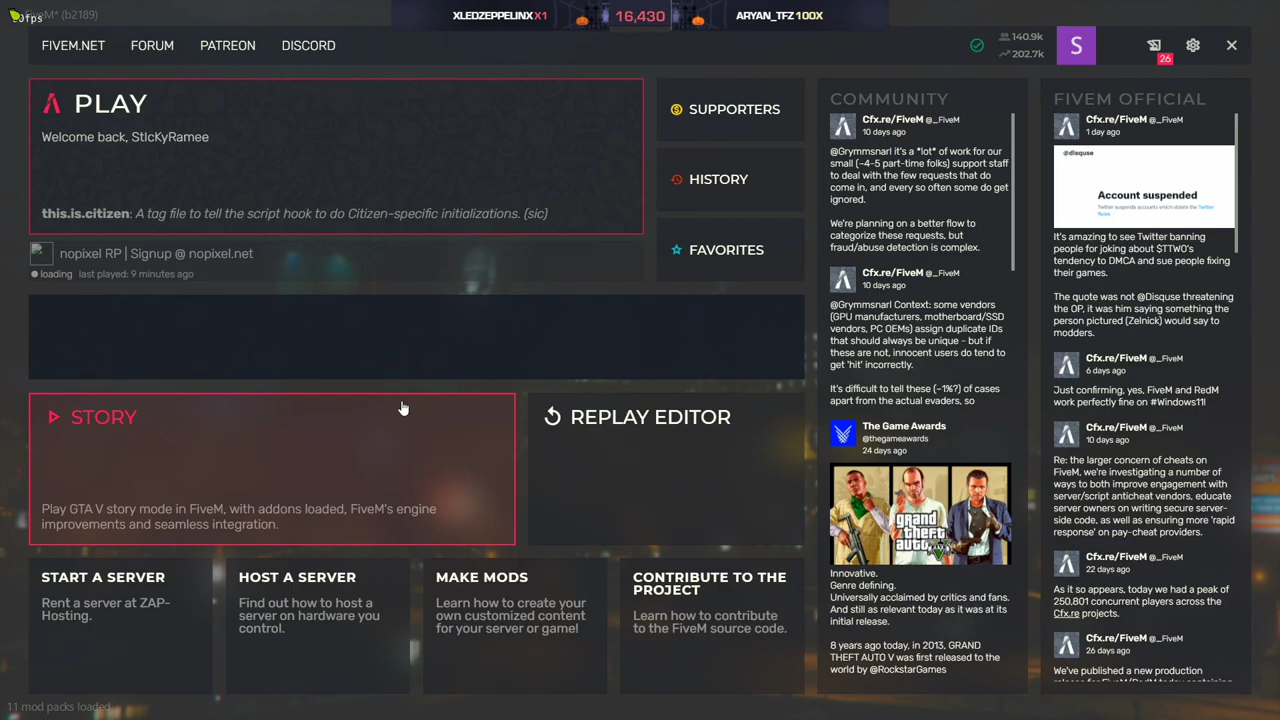 FiveM* (b2189)
XLEDZEPPELINX X1
16,430
ARYAN_TFZ 100X
FIVEM.NET
FORUM
PATREON
DISCORD
140.9k
202.7k
S
26
PLAY
Welcome back, StIcKyRamee
this.is.citizen: A tag file to tell the script hook to do Citizen-specific initializations. (sic)
nopixel RP | Signup @ nopixel.net
loading last played: 9 minutes ago
SUPPORTERS
HISTORY
FAVORITES
STORY
Play GTA V story mode in FiveM, with addons loaded, FiveM's engine
improvements and seamless integration.
REPLAY EDITOR
START A SERVER
Rent a server at ZAP-
Hosting.
HOST A SERVER
Find out how to host a
server on hardware you
control.
MAKE MODS
Learn how to create your
own customized content
for your server or game!
CONTRIBUTE TO THE
PROJECT
Learn how to contribute
to the FiveM source code.
11 mod packs loaded
COMMUNITY
Cfx.re/FiveM @_FiveM
10 days ago
@Grymmsnarl it's a *lot* of work for our
small (~4-5 part-time folks) support staff
to deal with the few requests that do
come in, and every so often some do get
ignored.
We're planning on a better flow to
categorize these requests, but
fraud/abuse detection is complex.
Cfx.re/FiveM @_FiveM
10 days ago
@Grymmsnarl Context: some vendors
(GPU manufacturers, motherboard/SSD
vendors, PC OEMs) assign duplicate IDs
that should always be unique - but if
these are not, innocent users do tend to
get 'hit' incorrectly.
It's difficult to tell these (~1%?) of cases
apart from the actual evaders, so
The Game Awards
@thegameawards
24 days ago
grand
theft
auto V
Innovative.
Genre defining.
Universally acclaimed by critics and fans.
And still as relevant today as it was at its
initial release.
8 years ago today, in 2013, GRAND
THEFT AUTO V was first released to the
world by @RockstarGames
FIVEM OFFICIAL
Cfx.re/FiveM @_FiveM
1 day ago
@disquse
Account suspended
Twitter suspends accounts which violate the Twitter
Rules
It's amazing to see Twitter banning
people for joking about $TTWO's
tendency to DMCA and sue people fixing
their games.
The quote was not @Disquse threatening
the OP, it was him saying something the
person pictured (Zelnick) would say to
modders.
Cfx.re/FiveM @_FiveM
6 days ago
Just confirming, yes, FiveM and RedM
work perfectly fine on #Windows11!
Cfx.re/FiveM @_FiveM
10 days ago
Re: the larger concern of cheats on
FiveM, we're investigating a number of
ways to both improve engagement with
server/script anticheat vendors, educate
server owners on writing secure server-
side code, as well as ensuring more 'rapid
response' on pay-cheat providers.
Cfx.re/FiveM @_FiveM
22 days ago
As it so appears, today we had a peak of
250,801 concurrent players across the
Cfx.re projects.
Cfx.re/FiveM @_FiveM
26 days ago
We've published a new production